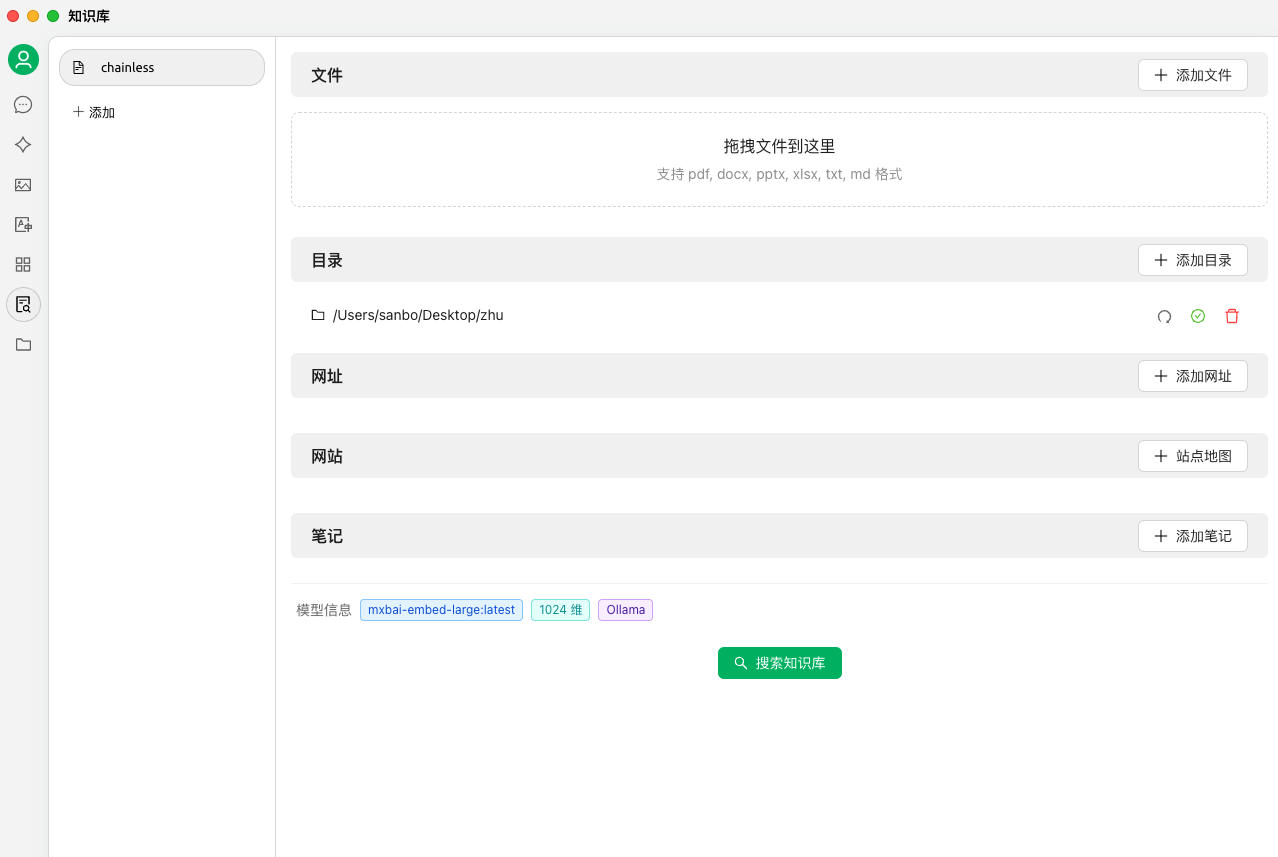 知识库
chainless
添加
文件
添加文件
拖拽文件到这里
支持 pdf, docx, pptx, xlsx, txt, md 格式
目录
添加目录
/Users/sanbo/Desktop/zhu
网址
添加网址
网站
站点地图
笔记
添加笔记
模型信息 mxbai-embed-large:latest 1024 维 Ollama
搜索知识库